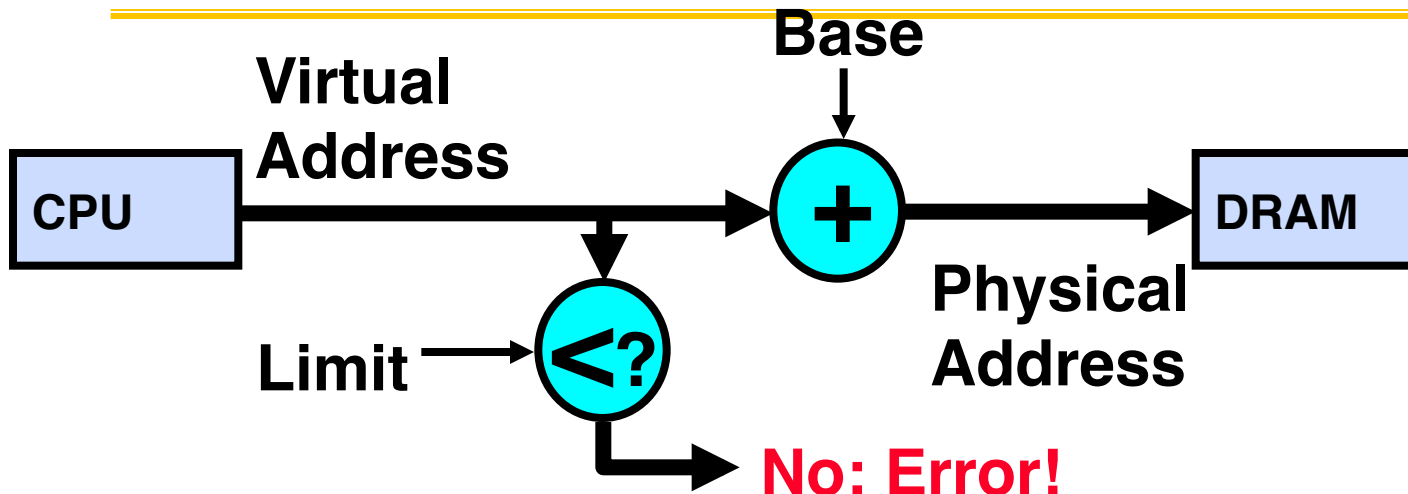 Base
Virtual
Address
CPU
+
DRAM
Physical
Address
Limit
<?
No: Error!